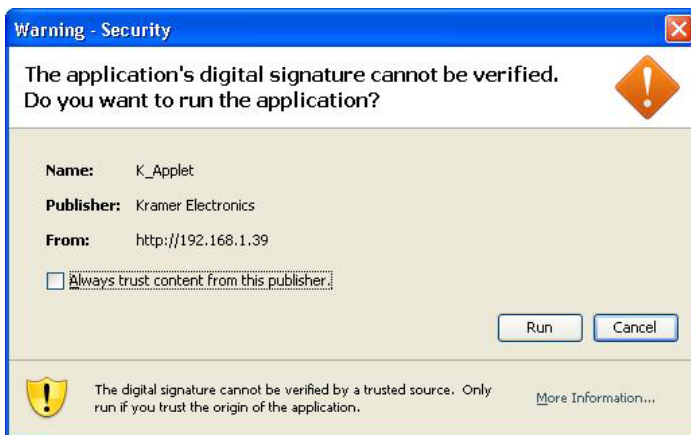 Warning - Security
The application's digital signature cannot be verified.
Do you want to run the application?
Name: K_Applet
Publisher: Kramer Electronics
From: http://192.168.1.39
Always trust content from this publisher.
Run Cancel
The digital signature cannot be verified by a trusted source. Only
run if you trust the origin of the application.
More Information...